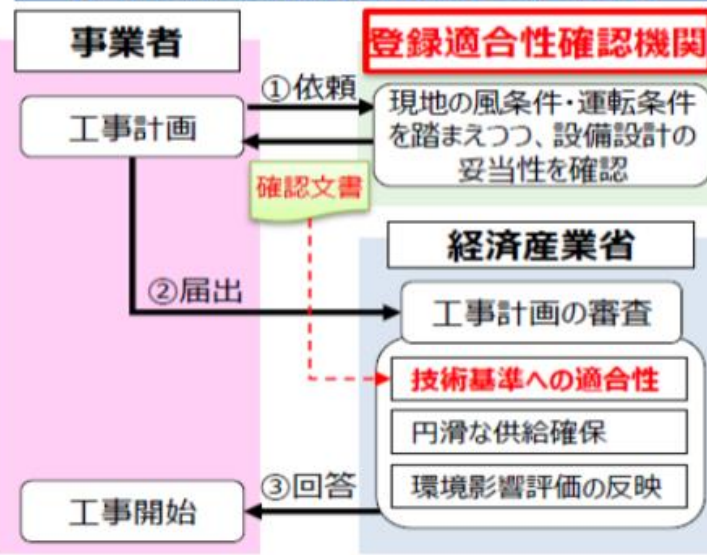 事業者
登録適合性確認機関
工事計画
①依頼
現地の風条件・運転条件
を踏まえつつ、設備設計の
妥当性を確認
確認文書
経済産業省
②届出
工事計画の審査
技術基準への適合性
円滑な供給確保
環境影響評価の反映
③回答
工事開始